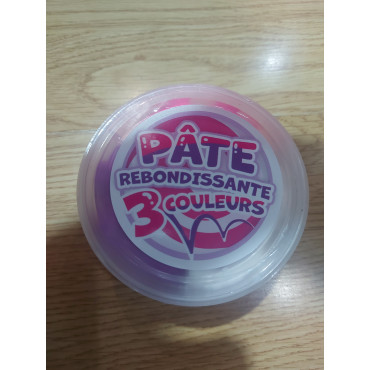 PÂTE
REBONDISSANTE
3 COULEURS